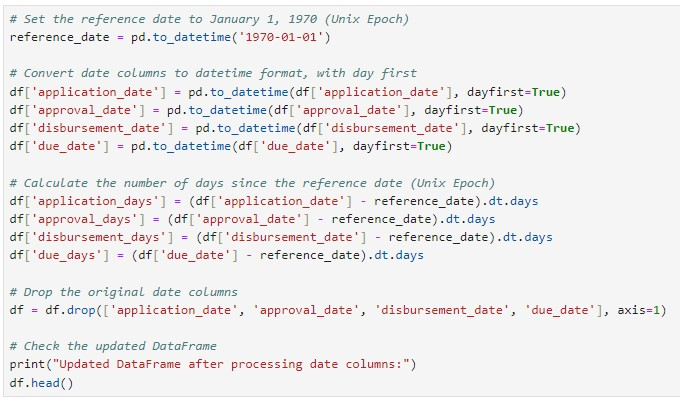 # Set the reference date to January 1, 1970 (Unix Epoch)
reference_date = pd.to_datetime('1970-01-01')

# Convert date columns to datetime format, with day first
df['application_date'] = pd.to_datetime(df['application_date'], dayfirst=True)
df['approval_date'] = pd.to_datetime(df['approval_date'], dayfirst=True)
df['disbursement_date'] = pd.to_datetime(df['disbursement_date'], dayfirst=True)
df['due_date'] = pd.to_datetime(df['due_date'], dayfirst=True)

# Calculate the number of days since the reference date (Unix Epoch)
df['application_days'] = (df['application_date'] - reference_date).dt.days
df['approval_days'] = (df['approval_date'] - reference_date).dt.days
df['disbursement_days'] = (df['disbursement_date'] - reference_date).dt.days
df['due_days'] = (df['due_date'] - reference_date).dt.days

# Drop the original date columns
df = df.drop(['application_date', 'approval_date', 'disbursement_date', 'due_date'], axis=1)

# Check the updated DataFrame
print("Updated DataFrame after processing date columns:")
df.head()